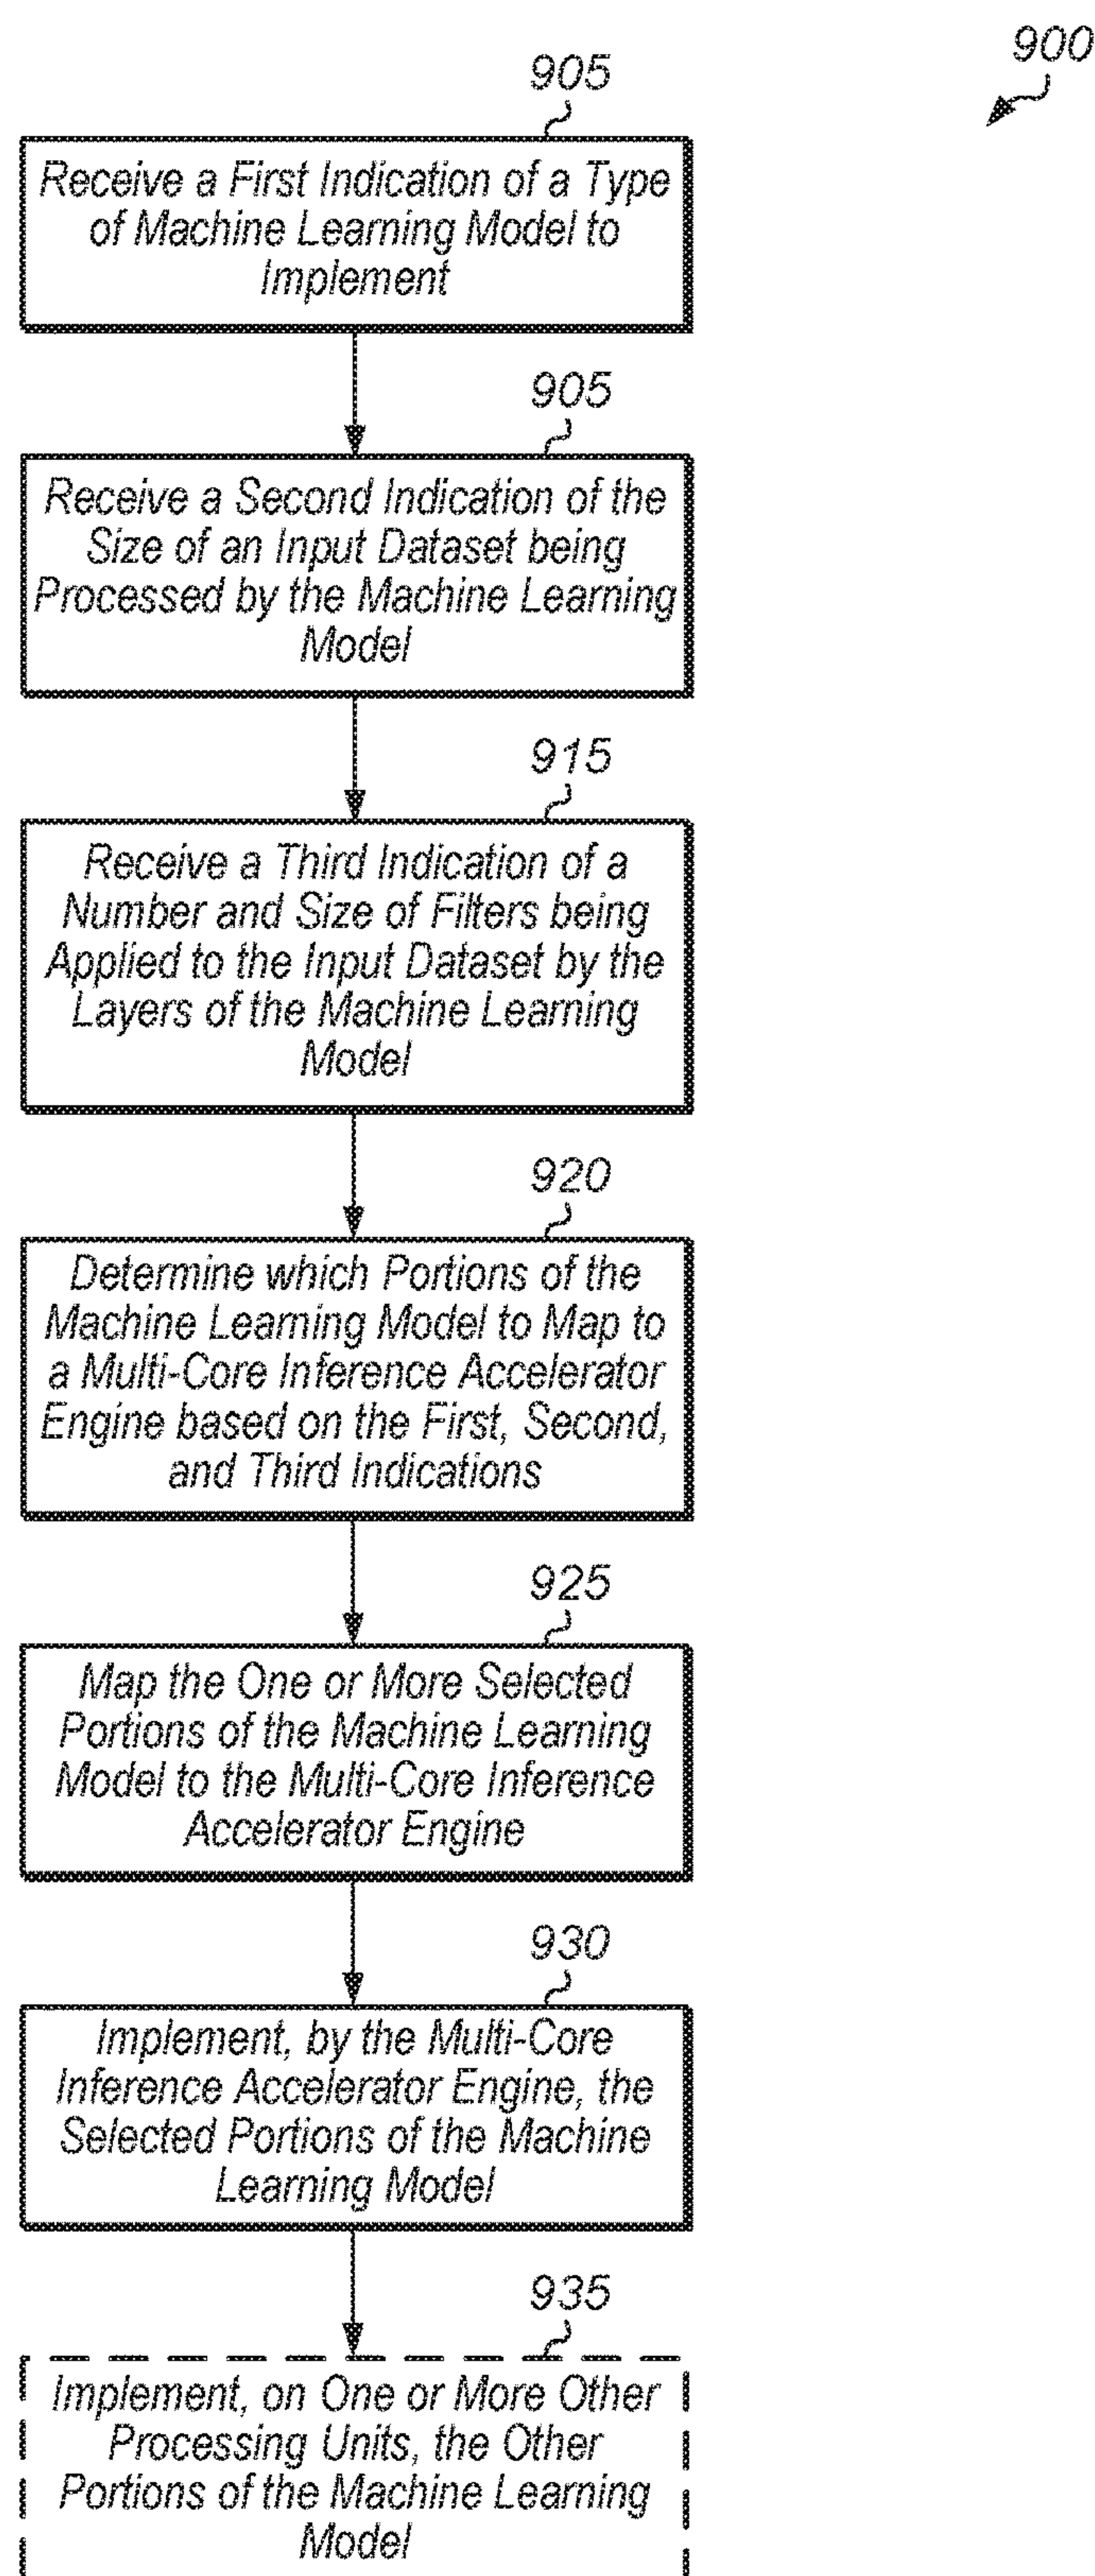 900
905
Receive a First Indication of a Type
of Machine Learning Model to
Implement
905
Receive a Second Indication of the
Size of an Input Dataset being
Processed by the Machine Learning
Model
915
Receive a Third Indication of a
Number and Size of Filters being
Applied to the Input Dataset by the
Layers of the Machine Learning
Model
920
Determine which Portions of the
Machine Learning Model to Map to
a Multi-Core Inference Accelerator
Engine based on the First, Second,
and Third Indications
925
Map the One or More Selected
Portions of the Machine Learning
Model to the Multi-Core Inference
Accelerator Engine
930
Implement, by the Multi-Core
Inference Accelerator Engine, the
Selected Portions of the Machine
Learning Model
935
Implement, on One or More Other
Processing Units, the Other
Portions of the Machine Learning
Model